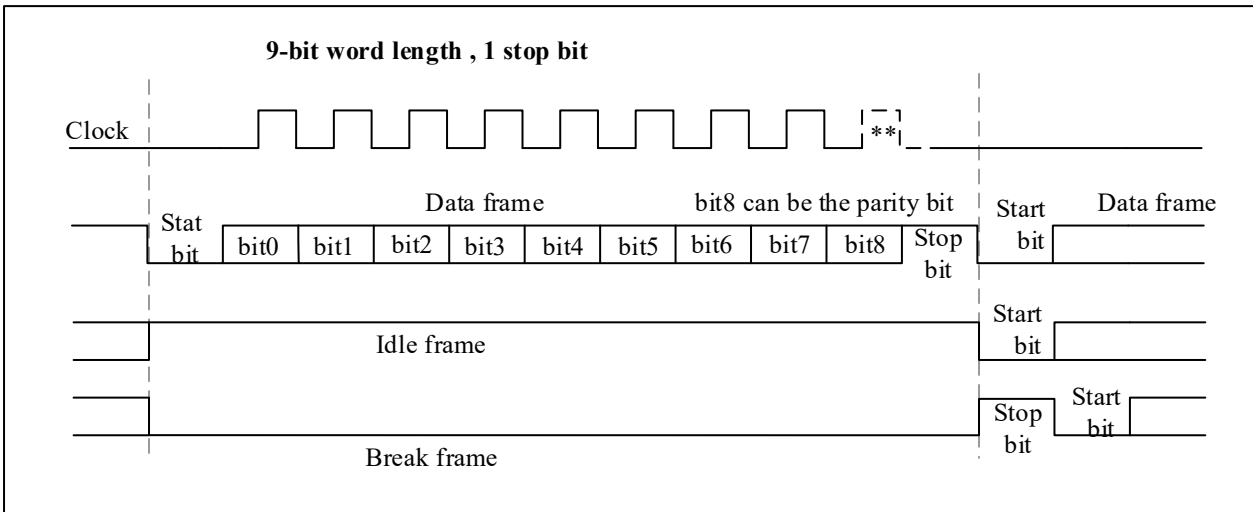 9-bit word length , 1 stop bit
Clock
**
Stat
bit
Data frame
bit8 can be the parity bit
Start
bit
Data frame
bit0
bit1
bit2
bit3
bit4
bit5
bit6
bit7
bit8
Stop
bit
Idle frame
Start
bit
Break frame
Stop
bit
Start
bit